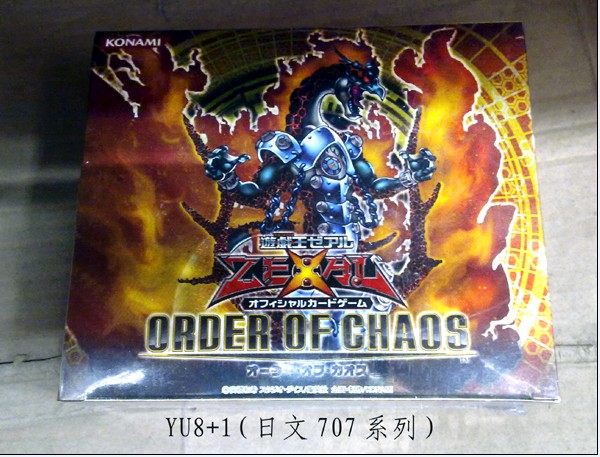 KONAMI
遊戯王ゼアル
ZEXAL
オフィシャルカードゲーム
ORDER OF CHAOS
オーダー・オブ・カオス
YU8+1(日文707系列)